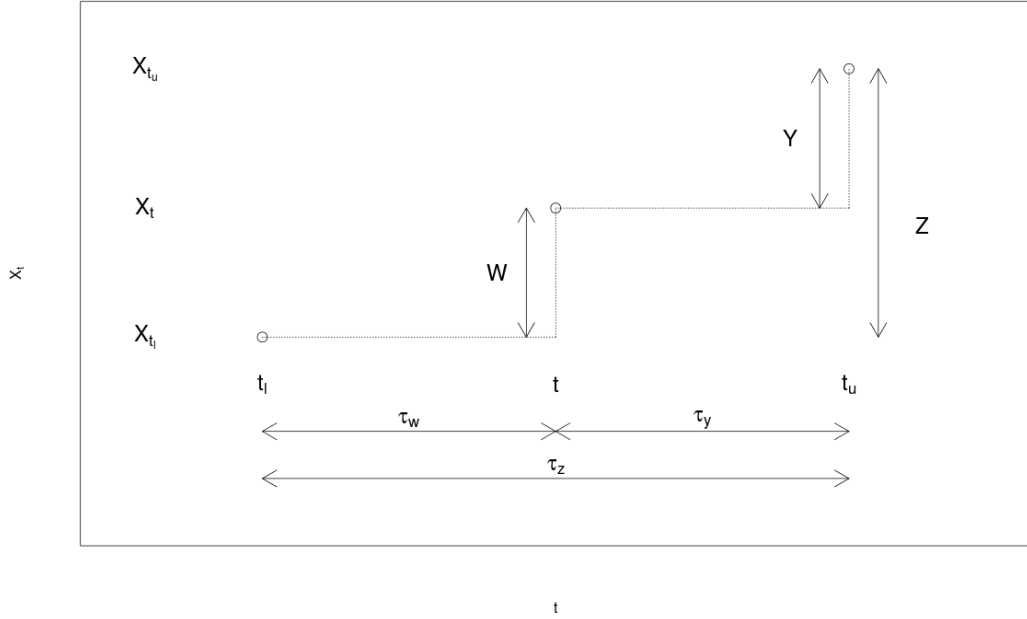 X_{t_u}
Y
X_t
Z
W
x_t
X_{t_l}
t_l t t_u
τ_w τ_y
τ_z
t